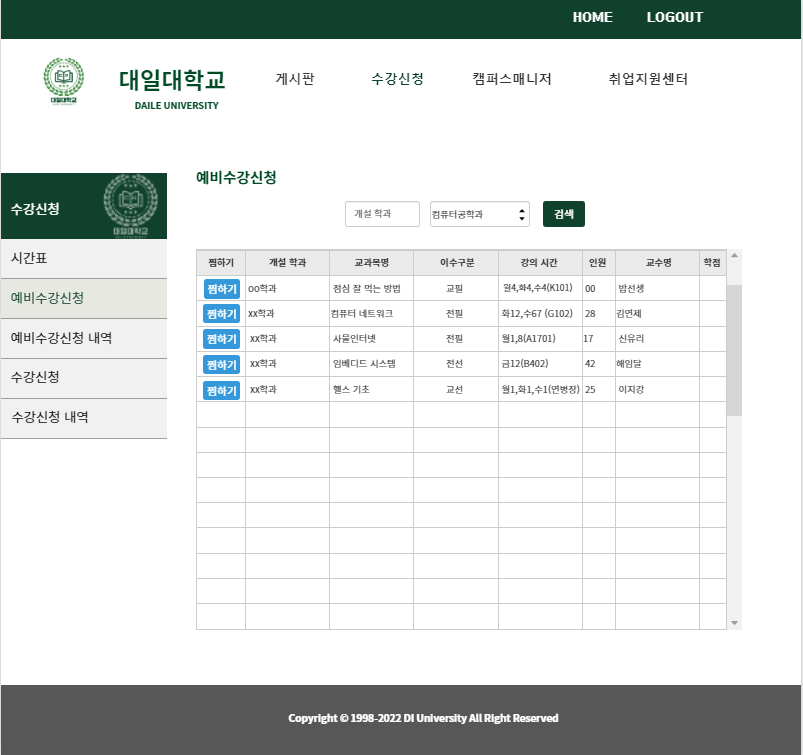 HOME LOGOUT
대일대학교
DAILE UNIVERSITY
게시판 수강신청 캠퍼스매니저 취업지원센터
대일대학교
수강신청
대일대학교
시간표
예비수강신청
예비수강신청 내역
수강신청
수강신청 내역
예비수강신청
개설 학과 컴퓨터공학과 검색
찜하기 개설 학과 교과목명 이수구분 강의 시간 인원 교수명 학점
찜하기 OO학과 점심 잘 먹는 방법 교필 월4,화4,수4(K101) 00 밥선생
찜하기 XX학과 컴퓨터 네트워크 전필 화12,수67 (G102) 28 김연제
찜하기 XX학과 사물인터넷 전필 월1,8(A1701) 17 신유리
찜하기 XX학과 임베디드 시스템 전선 금12(B402) 42 해임달
찜하기 XX학과 헬스 기초 교선 월1,화1,수1(연병장) 25 이지강
Copyright © 1998-2022 DI University All Right Reserved